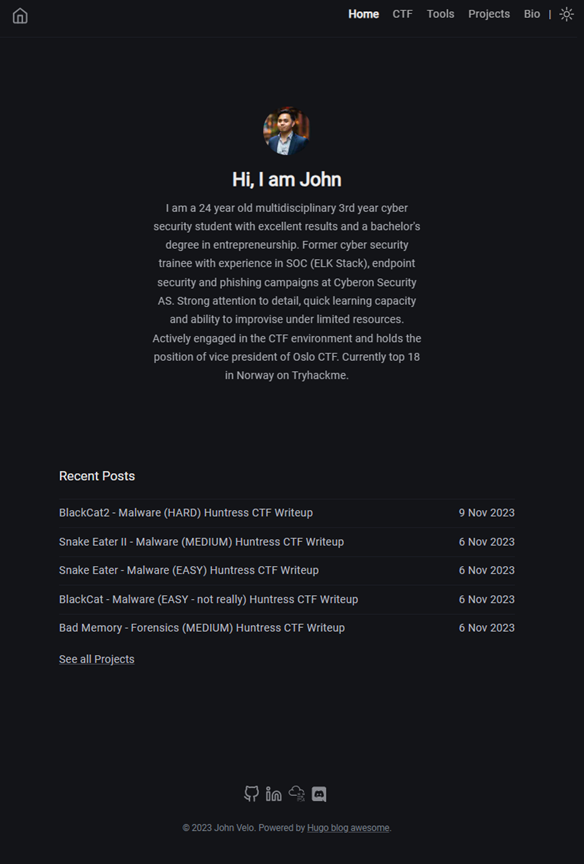 Home CTF Tools Projects Bio |
Hi, I am John
I am a 24 year old multidisciplinary 3rd year cyber
security student with excellent results and a bachelor's
degree in entrepreneurship. Former cyber security
trainee with experience in SOC (ELK Stack), endpoint
security and phishing campaigns at Cyberon Security
AS. Strong attention to detail, quick learning capacity
and ability to improvise under limited resources.
Actively engaged in the CTF environment and holds the
position of vice president of Oslo CTF. Currently top 18
in Norway on Tryhackme.
Recent Posts
BlackCat2 - Malware (HARD) Huntress CTF Writeup 9 Nov 2023
Snake Eater II - Malware (MEDIUM) Huntress CTF Writeup 6 Nov 2023
Snake Eater - Malware (EASY) Huntress CTF Writeup 6 Nov 2023
BlackCat - Malware (EASY - not really) Huntress CTF Writeup 6 Nov 2023
Bad Memory - Forensics (MEDIUM) Huntress CTF Writeup 6 Nov 2023
See all Projects
© 2023 John Velo. Powered by Hugo blog awesome.